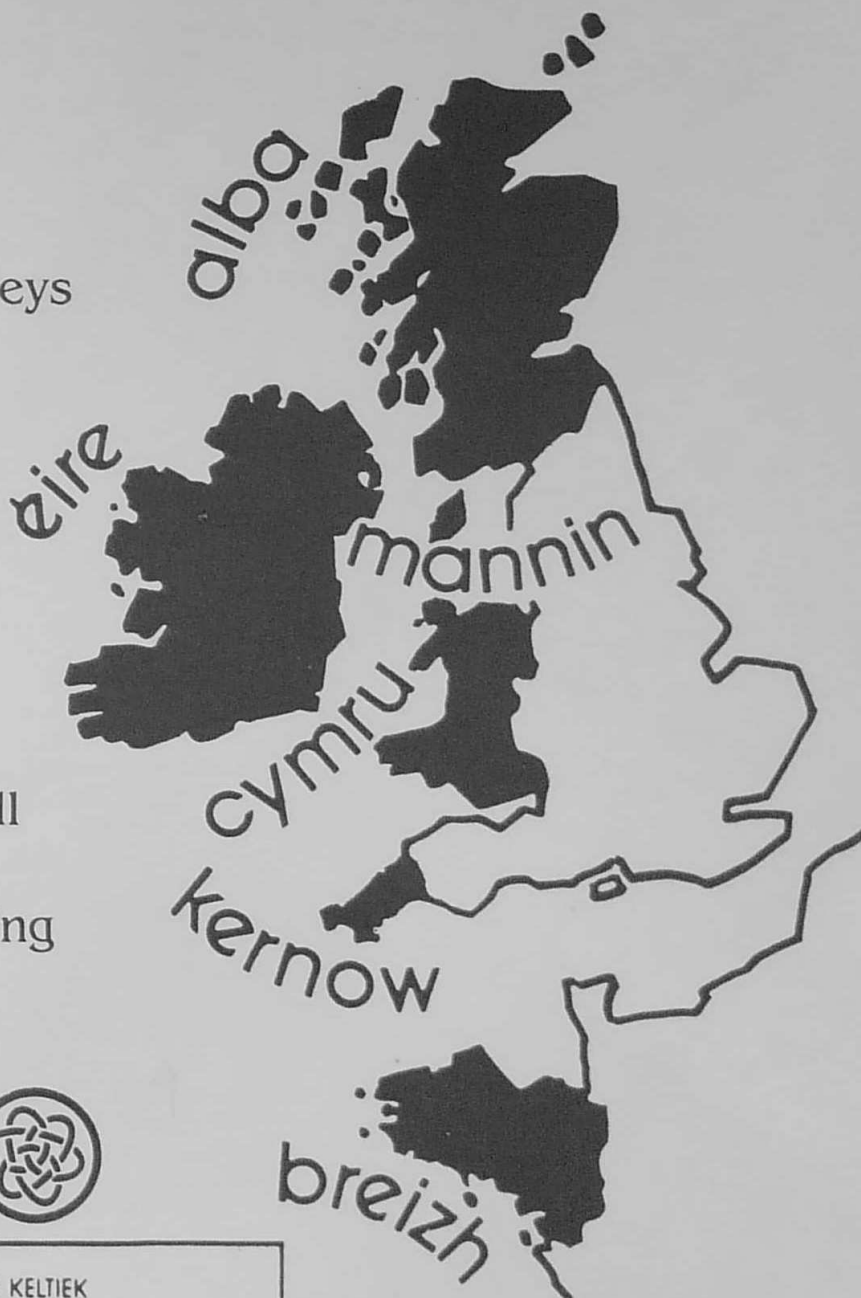 alba
eys
éire
mannin
cymru
ll
kernow
ng
breizh
KELTIEK